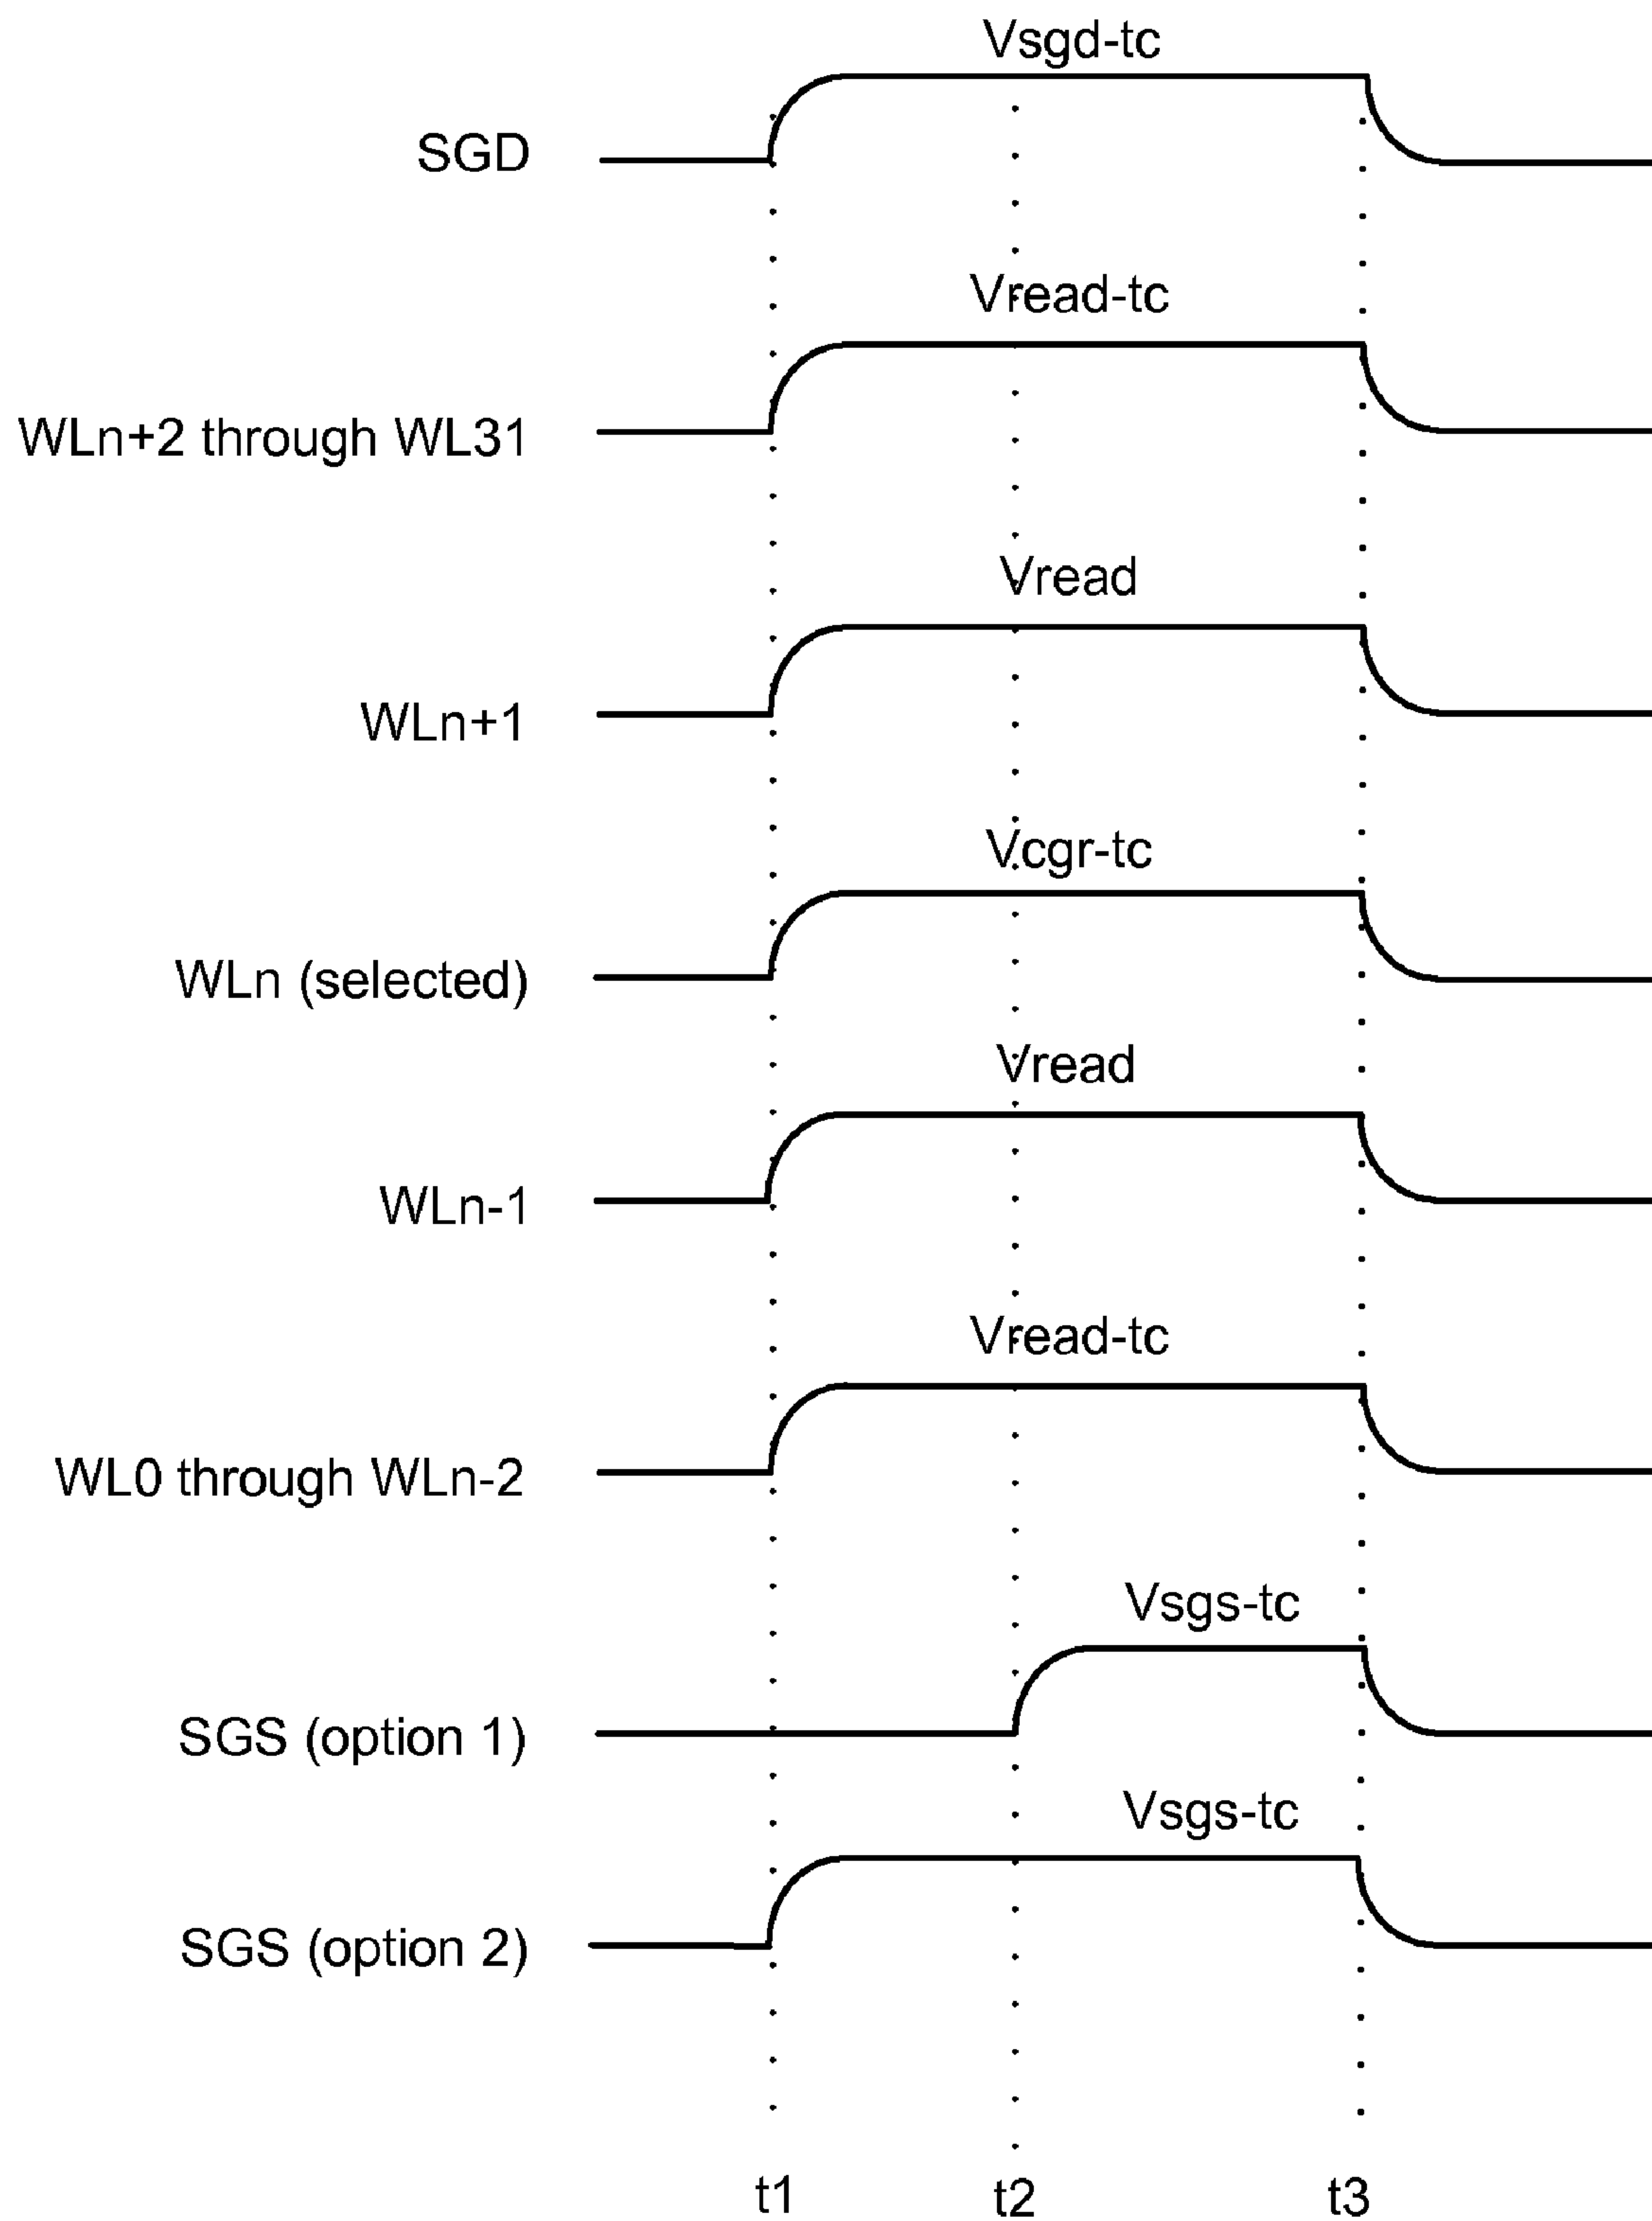 Vsgd-tc
SGD
Vread-tc
WLn+2 through WL31
Vread
WLn+1
Vcgr-tc
WLn (selected)
Vread
WLn-1
Vread-tc
WL0 through WLn-2
Vsgs-tc
SGS (option 1)
Vsgs-tc
SGS (option 2)
t1 t2 t3